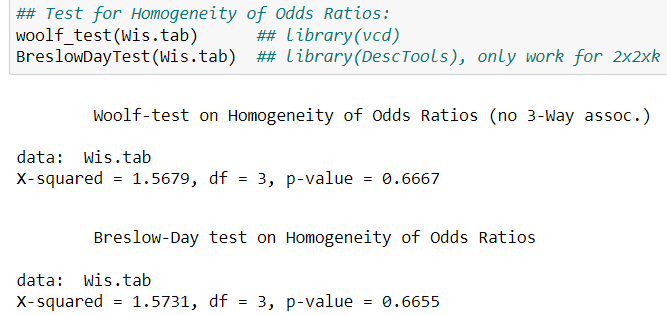 ## Test for Homogeneity of Odds Ratios:
woolf_test(Wis.tab)      ## library(vcd)
BreslowDayTest(Wis.tab)  ## library(DescTools), only work for 2x2xk
Woolf-test on Homogeneity of Odds Ratios (no 3-Way assoc.)
data:  Wis.tab
X-squared = 1.5679, df = 3, p-value = 0.6667
Breslow-Day test on Homogeneity of Odds Ratios
data:  Wis.tab
X-squared = 1.5731, df = 3, p-value = 0.6655